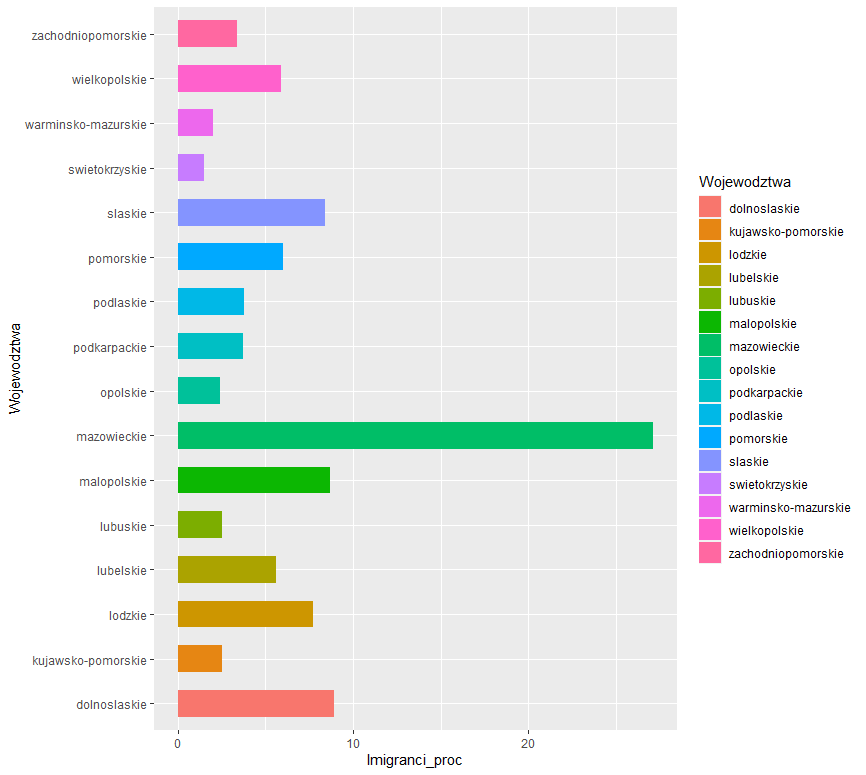 zachodniopomorskie
wielkopolskie
warminsko-mazurskie
swietokrzyskie
slaskie
pomorskie
podlaskie
podkarpackie
opolskie
mazowieckie
malopolskie
lubuskie
lubelskie
lodzkie
kujawsko-pomorskie
dolnoslaskie
Wojewodztwa
0 10 20
Imigranci_proc
Wojewodztwa
dolnoslaskie
kujawsko-pomorskie
lodzkie
lubelskie
lubuskie
malopolskie
mazowieckie
opolskie
podkarpackie
podlaskie
pomorskie
slaskie
swietokrzyskie
warminsko-mazurskie
wielkopolskie
zachodniopomorskie